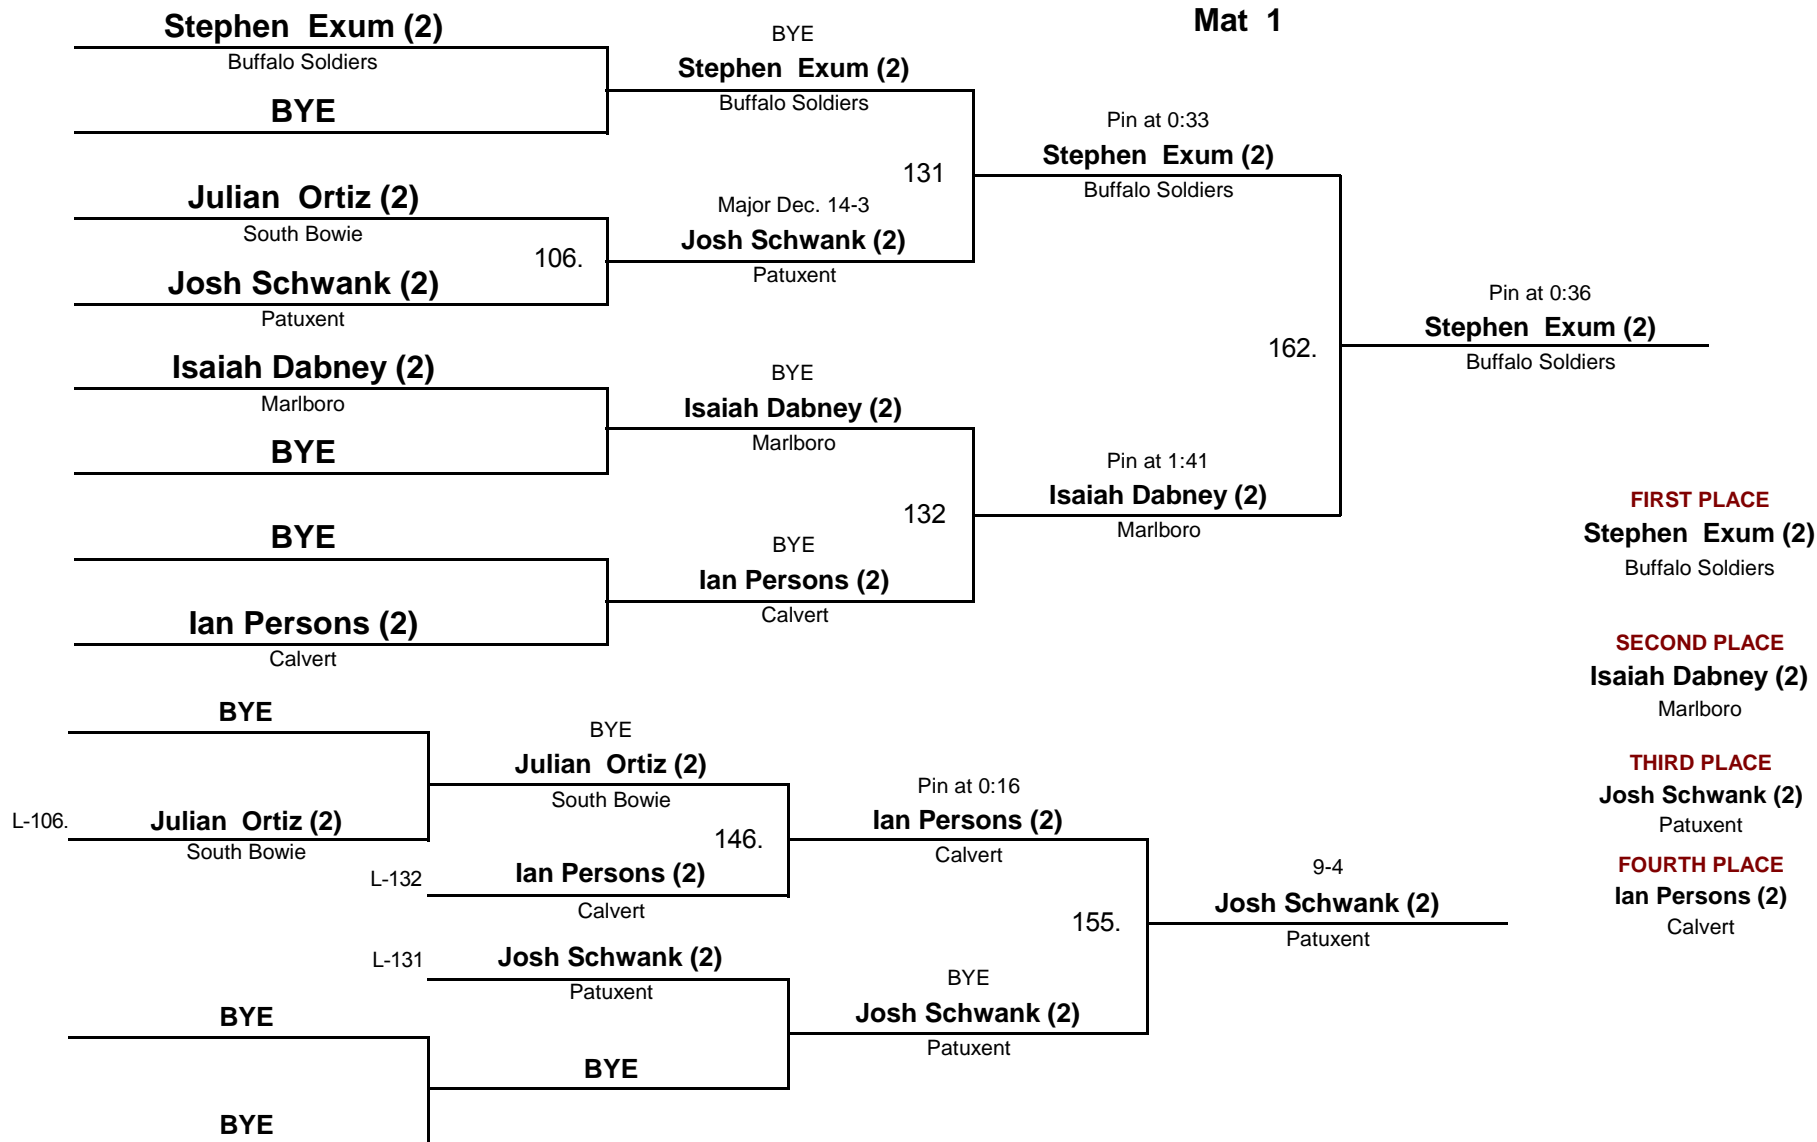 Mat 1
Stephen Exum (2)
Buffalo Soldiers
BYE
Julian Ortiz (2)
South Bowie
106.
Josh Schwank (2)
Patuxent
Isaiah Dabney (2)
Marlboro
BYE
BYE
Ian Persons (2)
Calvert
BYE
Stephen Exum (2)
Buffalo Soldiers
131
Major Dec. 14-3
Josh Schwank (2)
Patuxent
BYE
Isaiah Dabney (2)
Marlboro
132
BYE
Ian Persons (2)
Calvert
Pin at 0:33
Stephen Exum (2)
Buffalo Soldiers
162.
Pin at 1:41
Isaiah Dabney (2)
Marlboro
Pin at 0:36
Stephen Exum (2)
Buffalo Soldiers
BYE
L-106.
Julian Ortiz (2)
South Bowie
BYE
Julian Ortiz (2)
South Bowie
146.
L-132
Ian Persons (2)
Calvert
L-131
Josh Schwank (2)
Patuxent
BYE
BYE
BYE
Pin at 0:16
Ian Persons (2)
Calvert
155.
BYE
Josh Schwank (2)
Patuxent
9-4
Josh Schwank (2)
Patuxent
FIRST PLACE
Stephen Exum (2)
Buffalo Soldiers
SECOND PLACE
Isaiah Dabney (2)
Marlboro
THIRD PLACE
Josh Schwank (2)
Patuxent
FOURTH PLACE
Ian Persons (2)
Calvert